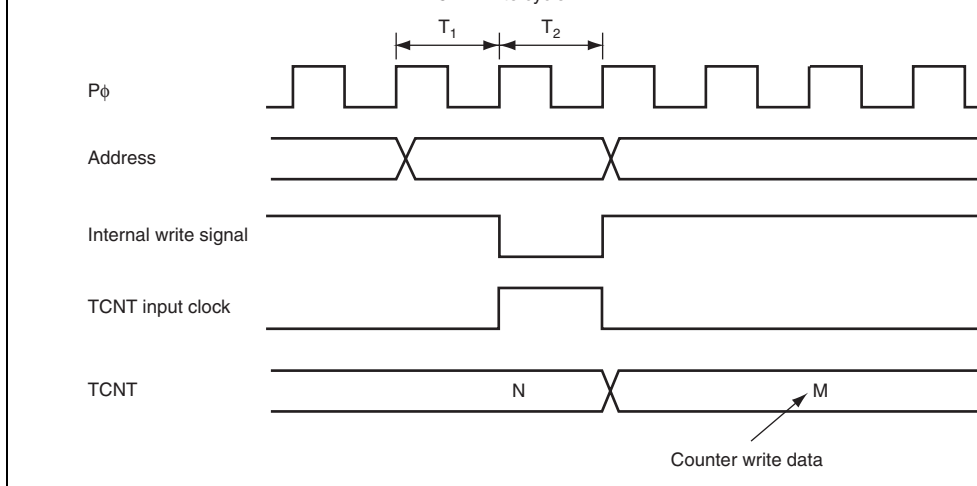 T1 T2
Pϕ
Address
Internal write signal
TCNT input clock
TCNT N M
Counter write data